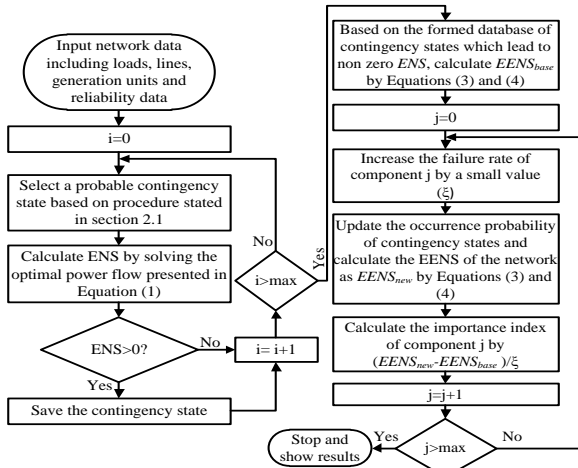 Input network data
including loads, lines,
generation units and
reliability data
i=0
Select a probable contingency
state based on procedure stated
in section 2.1
Calculate ENS by solving the
optimal power flow presented in
Equation (1)
ENS>0?
No
Yes
Save the contingency state
i= i+1
i>max
No
Yes
Based on the formed database of
contingency states which lead to
non zero ENS, calculate EENSbase
by Equations (3) and (4)
j=0
Increase the failure rate of
component j by a small value
(ξ)
Update the occurrence probability
of contingency states and
calculate the EENS of the network
as EENSnew by Equations (3) and
(4)
Calculate the importance index
of component j by
(EENSnew-EENSbase )/ξ
j=j+1
j>max
Yes
No
Stop and
show results